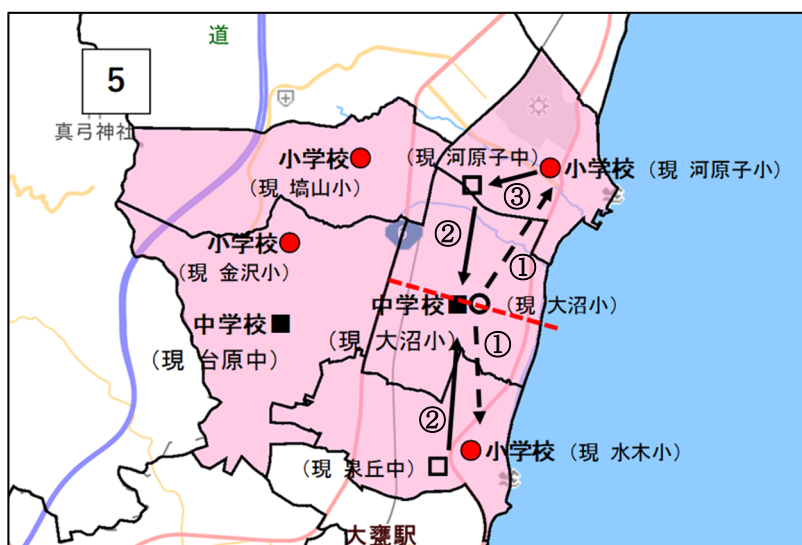 道
5
真弓神社
小学校
(現 塙山小)
(現 河原子中)
小学校 (現 河原子小)
③
②
①
小学校
(現 金沢小)
中学校
(現 台原中)
中学校
(現 大沼小)
(現 大沼小)
①
②
小学校 (現 水木小)
(現 泉丘中)
大甕駅